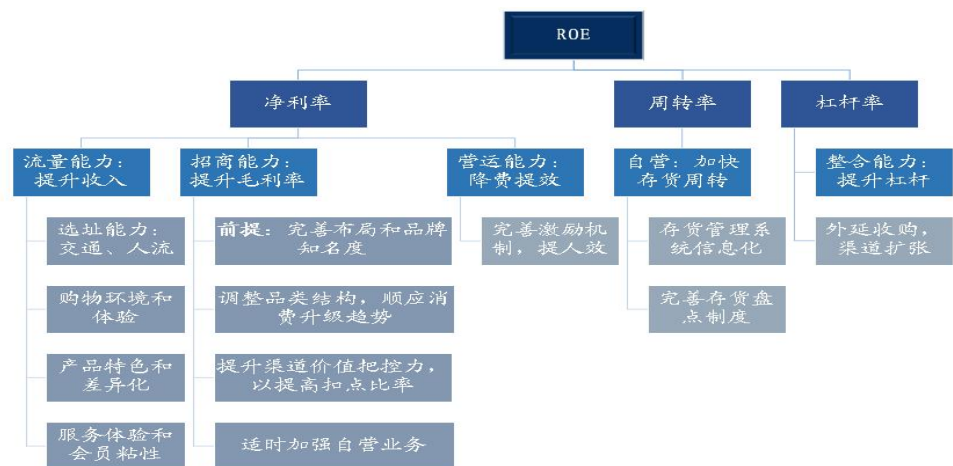 ROE
净利率
周转率
杠杆率
流量能力：
提升收入
招商能力：
提升毛利率
营运能力：
降费提效
自营：加快
存货周转
整合能力：
提升杠杆
选址能力：
交通、人流
购物环境和
体验
产品特色和
差异化
服务体验和
会员粘性
前提：完善布局和品牌
知名度
调整品类结构，顺应消
费升级趋势
提升渠道价值把控力，
以提高扣点比率
适时加强自营业务
完善激励机
制，提人效
存货管理系
统信息化
完善存货盘
点制度
外延收购，
渠道扩张